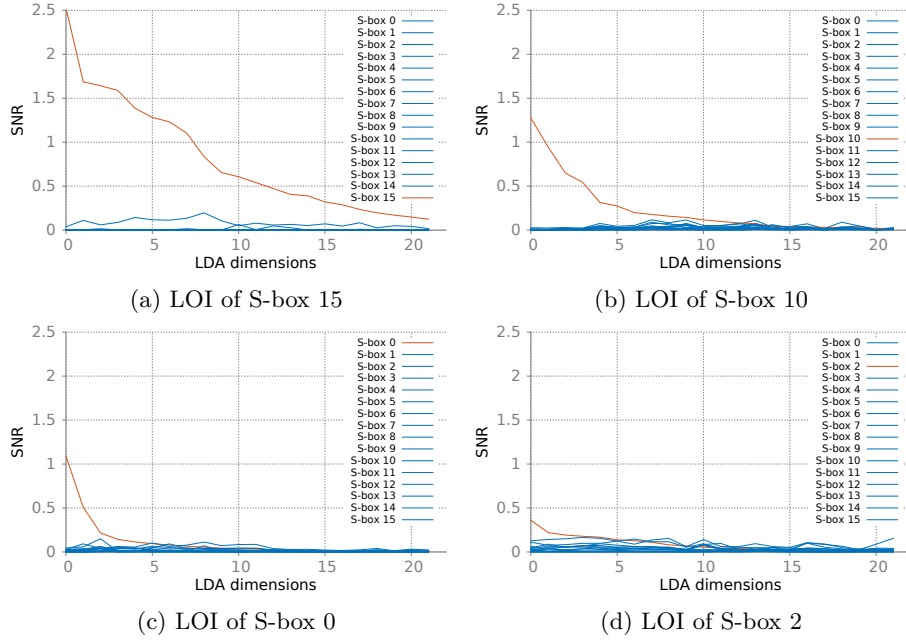 2.5
2
1.5
1
0.5
0
SNR
S-box 0
S-box 1
S-box 2
S-box 3
S-box 4
S-box 5
S-box 6
S-box 7
S-box 8
S-box 9
S-box 10
S-box 11
S-box 12
S-box 13
S-box 14
S-box 15
0 5 10 15 20
LDA dimensions
(a) LOI of S-box 15
2.5
2
1.5
1
0.5
0
SNR
S-box 0
S-box 1
S-box 2
S-box 3
S-box 4
S-box 5
S-box 6
S-box 7
S-box 8
S-box 9
S-box 10
S-box 11
S-box 12
S-box 13
S-box 14
S-box 15
0 5 10 15 20
LDA dimensions
(b) LOI of S-box 10
2.5
2
1.5
1
0.5
0
SNR
S-box 0
S-box 1
S-box 2
S-box 3
S-box 4
S-box 5
S-box 6
S-box 7
S-box 8
S-box 9
S-box 10
S-box 11
S-box 12
S-box 13
S-box 14
S-box 15
0 5 10 15 20
LDA dimensions
(c) LOI of S-box 0
2.5
2
1.5
1
0.5
0
SNR
S-box 0
S-box 1
S-box 2
S-box 3
S-box 4
S-box 5
S-box 6
S-box 7
S-box 8
S-box 9
S-box 10
S-box 11
S-box 12
S-box 13
S-box 14
S-box 15
0 5 10 15 20
LDA dimensions
(d) LOI of S-box 2